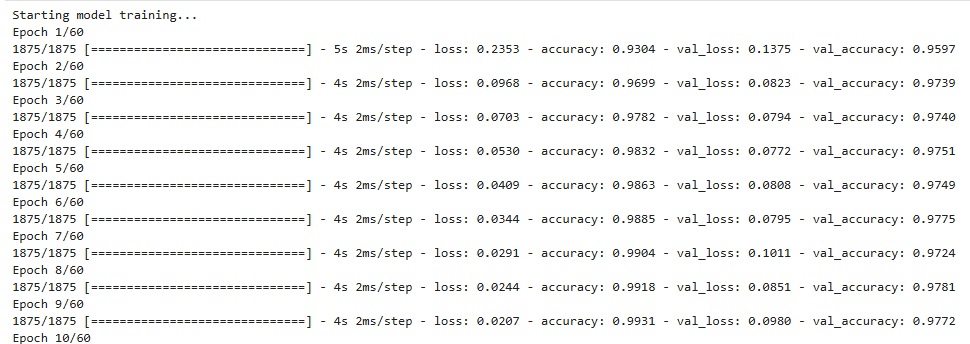 Starting model training...
Epoch 1/60
1875/1875 [==============================] - 5s 2ms/step - loss: 0.2353 - accuracy: 0.9304 - val_loss: 0.1375 - val_accuracy: 0.9597
Epoch 2/60
1875/1875 [==============================] - 4s 2ms/step - loss: 0.0968 - accuracy: 0.9699 - val_loss: 0.0823 - val_accuracy: 0.9739
Epoch 3/60
1875/1875 [==============================] - 4s 2ms/step - loss: 0.0703 - accuracy: 0.9782 - val_loss: 0.0794 - val_accuracy: 0.9740
Epoch 4/60
1875/1875 [==============================] - 4s 2ms/step - loss: 0.0530 - accuracy: 0.9832 - val_loss: 0.0772 - val_accuracy: 0.9751
Epoch 5/60
1875/1875 [==============================] - 4s 2ms/step - loss: 0.0409 - accuracy: 0.9863 - val_loss: 0.0808 - val_accuracy: 0.9749
Epoch 6/60
1875/1875 [==============================] - 4s 2ms/step - loss: 0.0344 - accuracy: 0.9885 - val_loss: 0.0795 - val_accuracy: 0.9775
Epoch 7/60
1875/1875 [==============================] - 4s 2ms/step - loss: 0.0291 - accuracy: 0.9904 - val_loss: 0.1011 - val_accuracy: 0.9724
Epoch 8/60
1875/1875 [==============================] - 4s 2ms/step - loss: 0.0244 - accuracy: 0.9918 - val_loss: 0.0851 - val_accuracy: 0.9781
Epoch 9/60
1875/1875 [==============================] - 4s 2ms/step - loss: 0.0207 - accuracy: 0.9931 - val_loss: 0.0980 - val_accuracy: 0.9772
Epoch 10/60